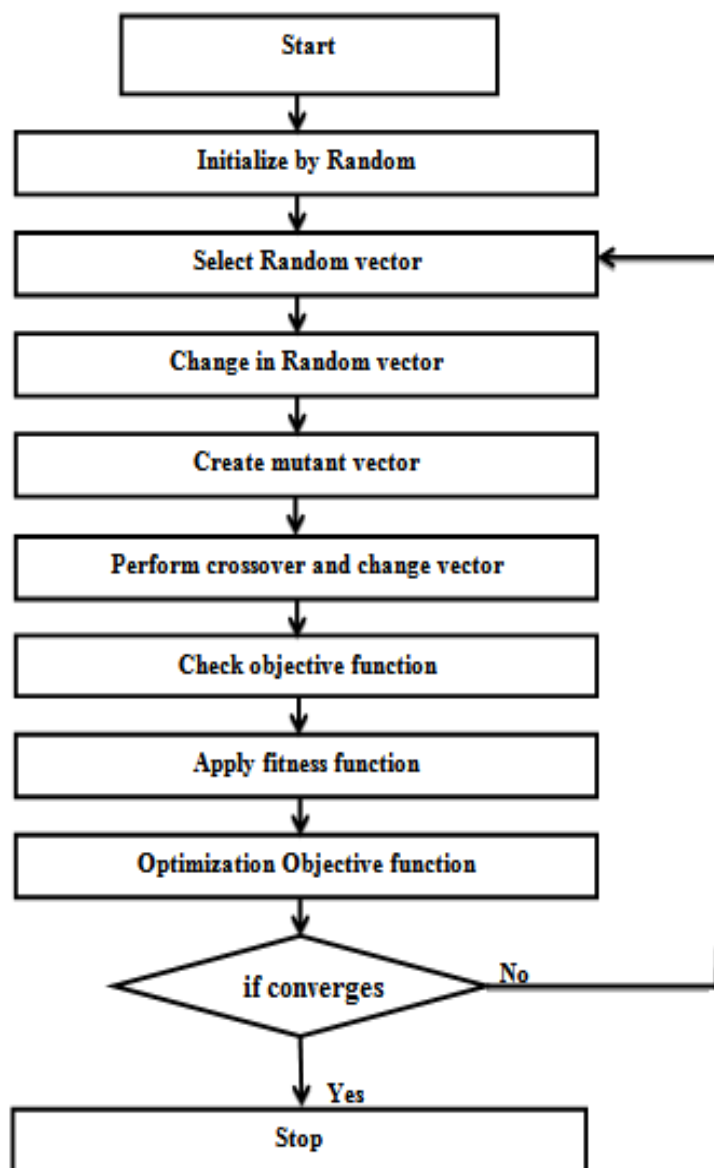 Start
Initialize by Random
Select Random vector
Change in Random vector
Create mutant vector
Perform crossover and change vector
Check objective function
Apply fitness function
Optimization Objective function
if converges
No
Yes
Stop